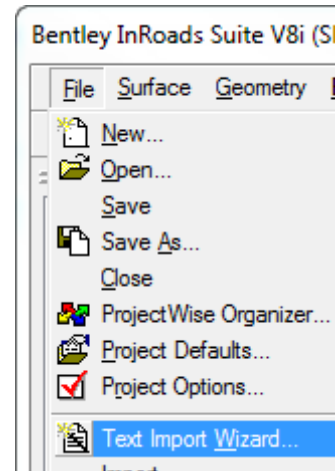 Bentley InRoads Suite V8i (S
File Surface Geometry
New...
Open...
Save
Save As...
Close
ProjectWise Organizer...
Project Defaults...
Project Options...
Text Import Wizard...